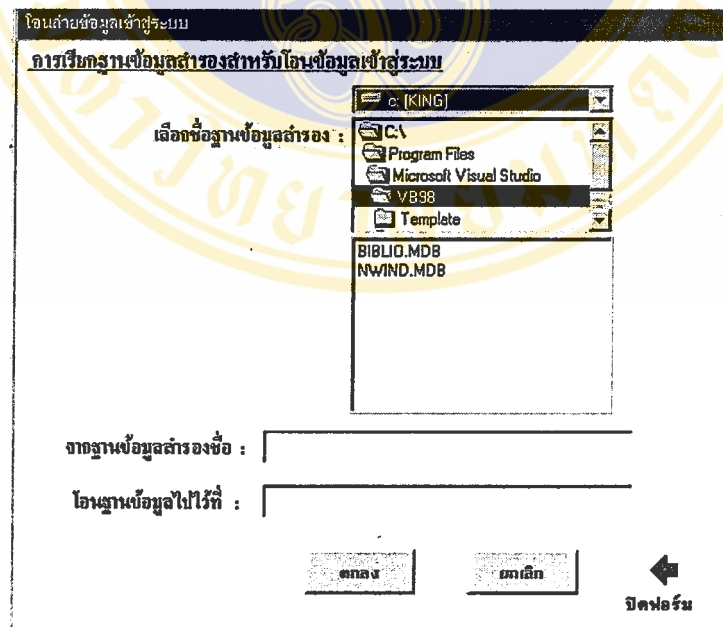 โอนถ่ายข้อมูลเข้าสู่ระบบ
การเรียกฐานข้อมูลสำรองสำหรับโอนข้อมูลเข้าสู่ระบบ
c: [KING]
เลือกชื่อฐานข้อมูลสำรอง :
C:\
Program Files
Microsoft Visual Studio
VB98
Template
BIBLIO.MDB
NWIND.MDB
จากฐานข้อมูลสำรองชื่อ :
โอนฐานข้อมูลไปไว้ที่ :
ตกลง
ยกเลิก
ปิดฟอร์ม